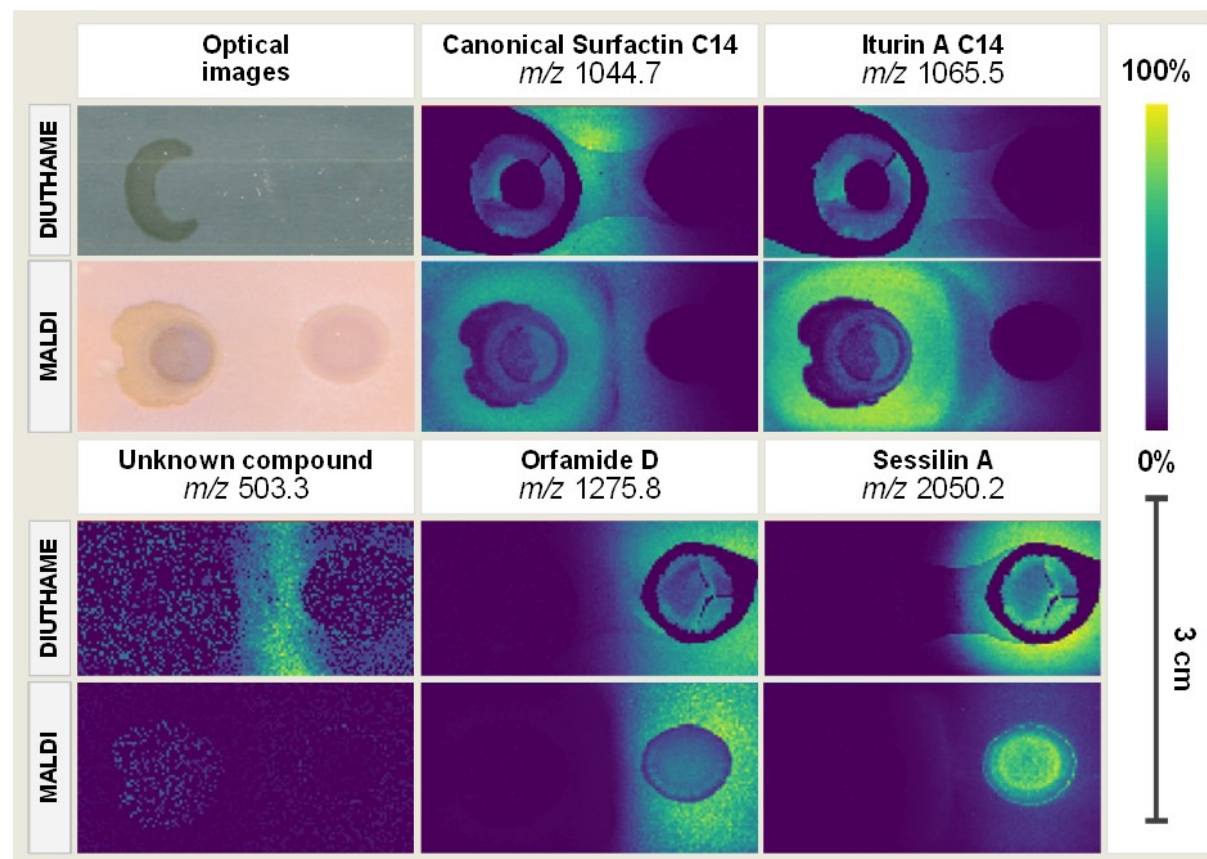 Optical
images
Canonical Surfactin C14
m/z 1044.7
Iturin A C14
m/z 1065.5
100%
DIUTHAME
MALDI
0%
Unknown compound
m/z 503.3
Orfamide D
m/z 1275.8
Sessilin A
m/z 2050.2
DIUTHAME
MALDI
3 cm